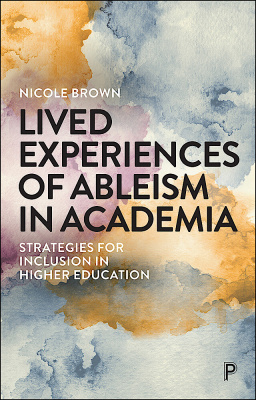 NICOLE BROWN
LIVED
EXPERIENCES
OF ABLEISM
IN ACADEMIA
STRATEGIES FOR
INCLUSION IN
HIGHER EDUCATION
P